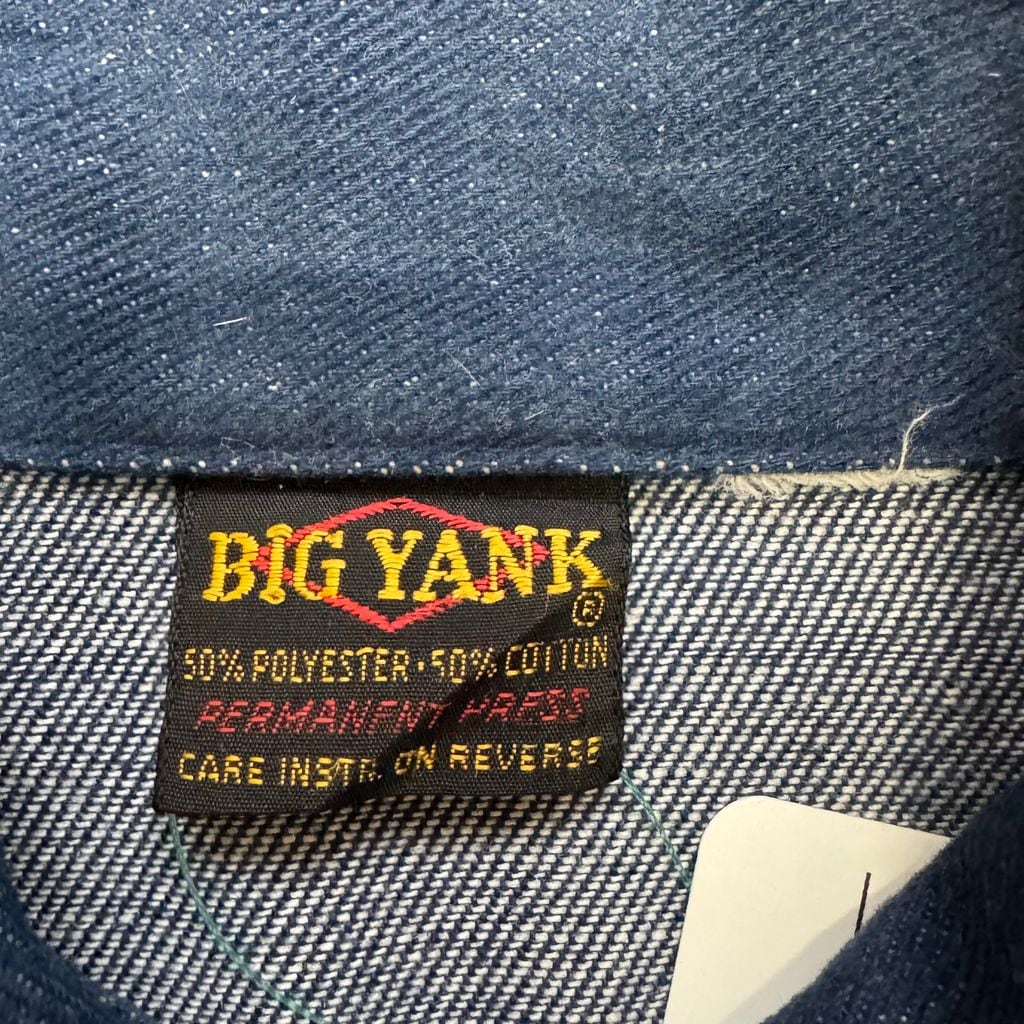 BIG YANK
®
50% POLYESTER · 50% COTTON
PERMANENT PRESS
CARE INSTR. ON REVERSE